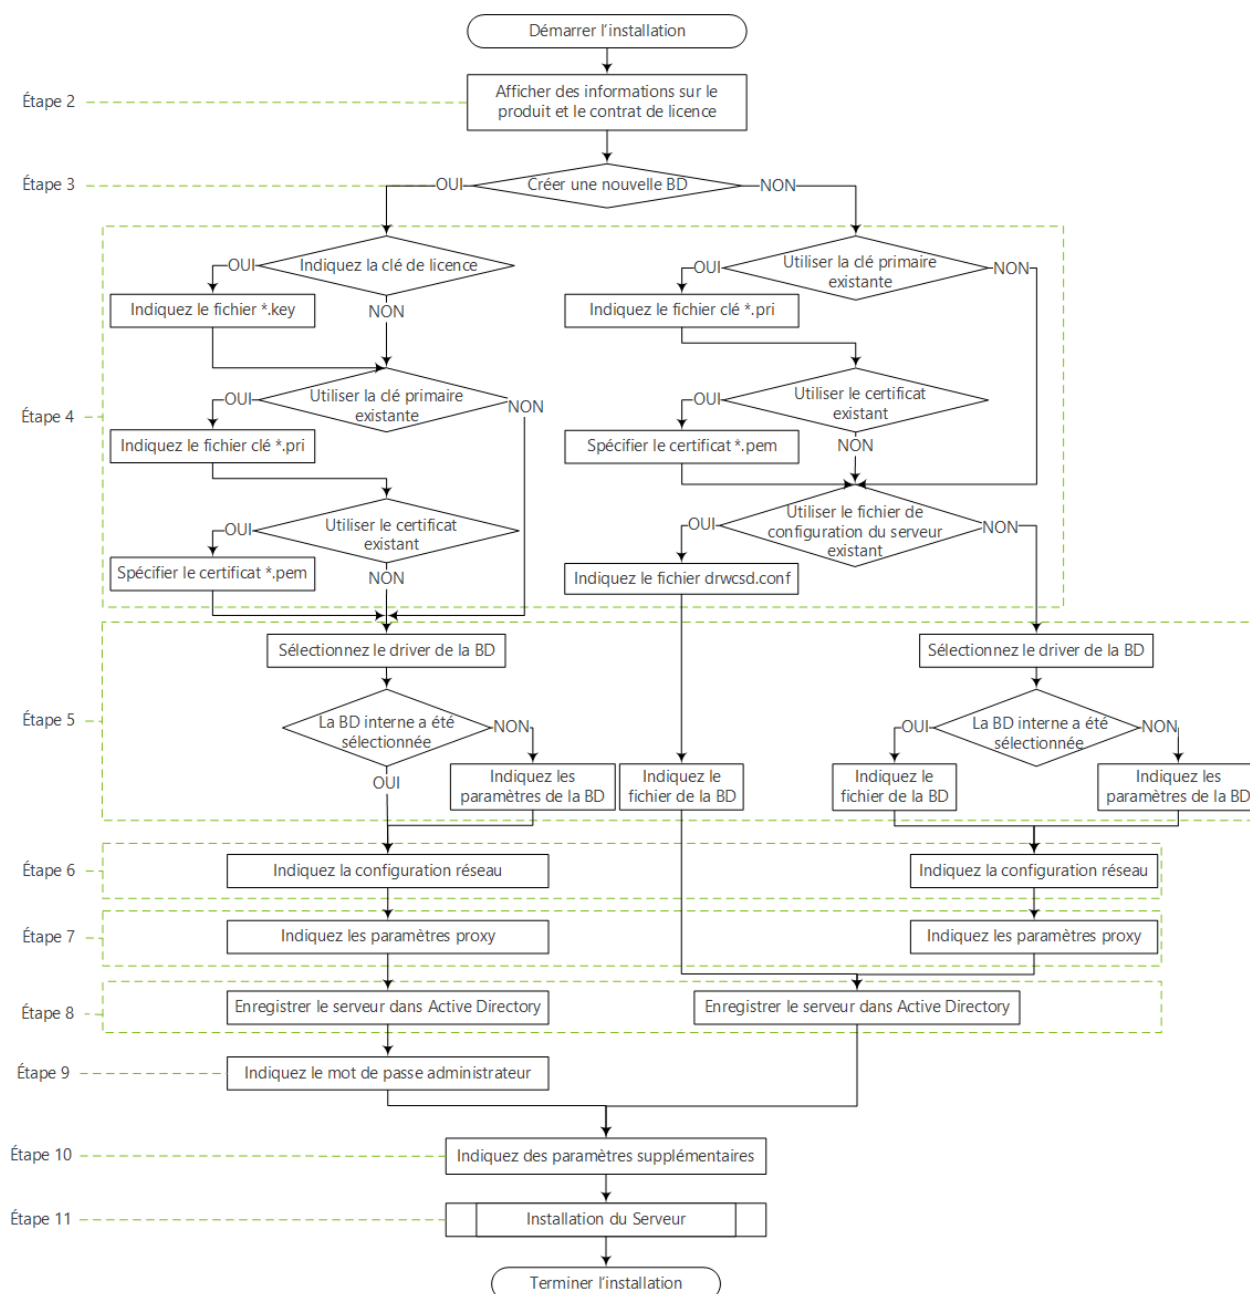 Démarrer l'installation
Étape 2
Afficher des informations sur le
produit et le contrat de licence
Étape 3
OUI
Créer une nouvelle BD
NON
Étape 4
OUI
Indiquez la clé de licence
Indiquez le fichier *.key
NON
OUI
Utiliser la clé primaire
existante
NON
Indiquez le fichier clé *.pri
OUI
Utiliser le certificat
existant
Spécifier le certificat *.pem
NON
OUI
Utiliser la clé primaire
existante
NON
Indiquez le fichier clé *.pri
OUI
Utiliser le certificat
existant
Spécifier le certificat *.pem
NON
OUI
Utiliser le fichier de
configuration du serveur
existant
NON
Indiquez le fichier drwcsd.conf
Étape 5
Sélectionnez le driver de la BD
La BD interne a été
sélectionnée
NON
OUI
Indiquez les
paramètres de la BD
Indiquez le
fichier de la BD
Sélectionnez le driver de la BD
OUI
La BD interne a été
sélectionnée
NON
Indiquez le
fichier de la BD
Indiquez les
paramètres de la BD
Étape 6
Indiquez la configuration réseau
Indiquez la configuration réseau
Étape 7
Indiquez les paramètres proxy
Indiquez les paramètres proxy
Étape 8
Enregistrer le serveur dans Active Directory
Enregistrer le serveur dans Active Directory
Étape 9
Indiquez le mot de passe administrateur
Étape 10
Indiquez des paramètres supplémentaires
Étape 11
Installation du Serveur
Terminer l'installation